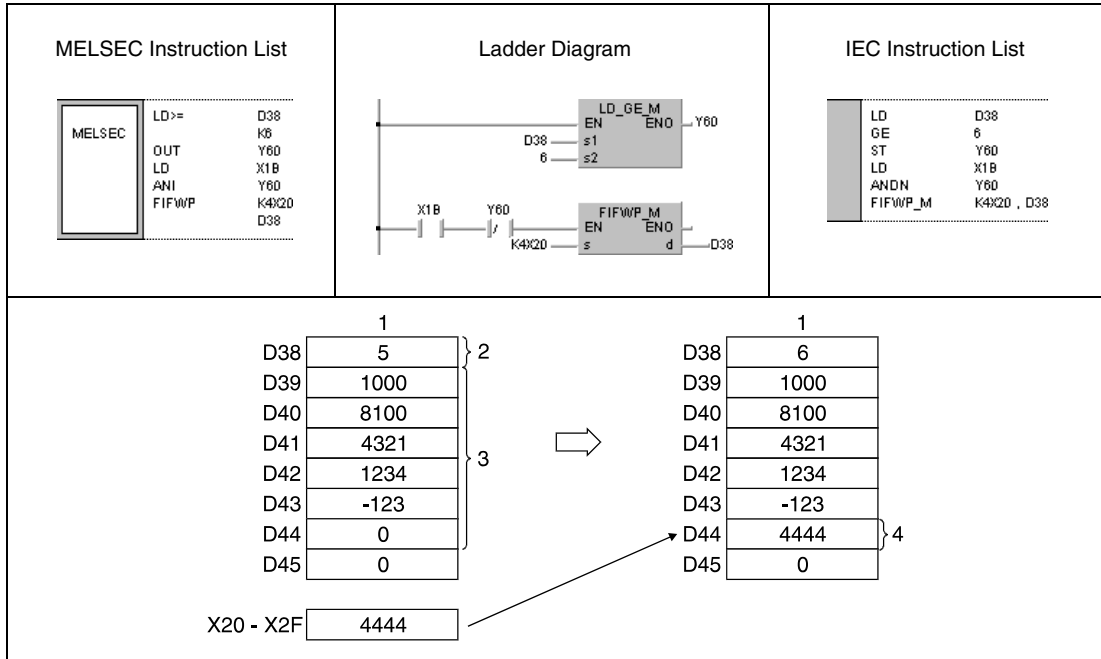 MELSEC Instruction List
MELSEC
LD>= D38
K6
OUT Y60
LD X1B
ANI Y60
FIFWP K4X20
D38
Ladder Diagram
LD_GE_M
EN ENO Y60
D38 s1
6 s2
X1B Y60
FIFWP_M
EN ENO
K4X20 s d D38
IEC Instruction List
LD D38
GE 6
ST Y60
LD X1B
ANDN Y60
FIFWP_M K4X20 , D38
1
D38 5 2
D39 1000
D40 8100
D41 4321
3
D42 1234
D43 -123
D44 0
D45 0
X20 - X2F 4444
1
D38 6
D39 1000
D40 8100
D41 4321
D42 1234
D43 -123
D44 4444 4
D45 0